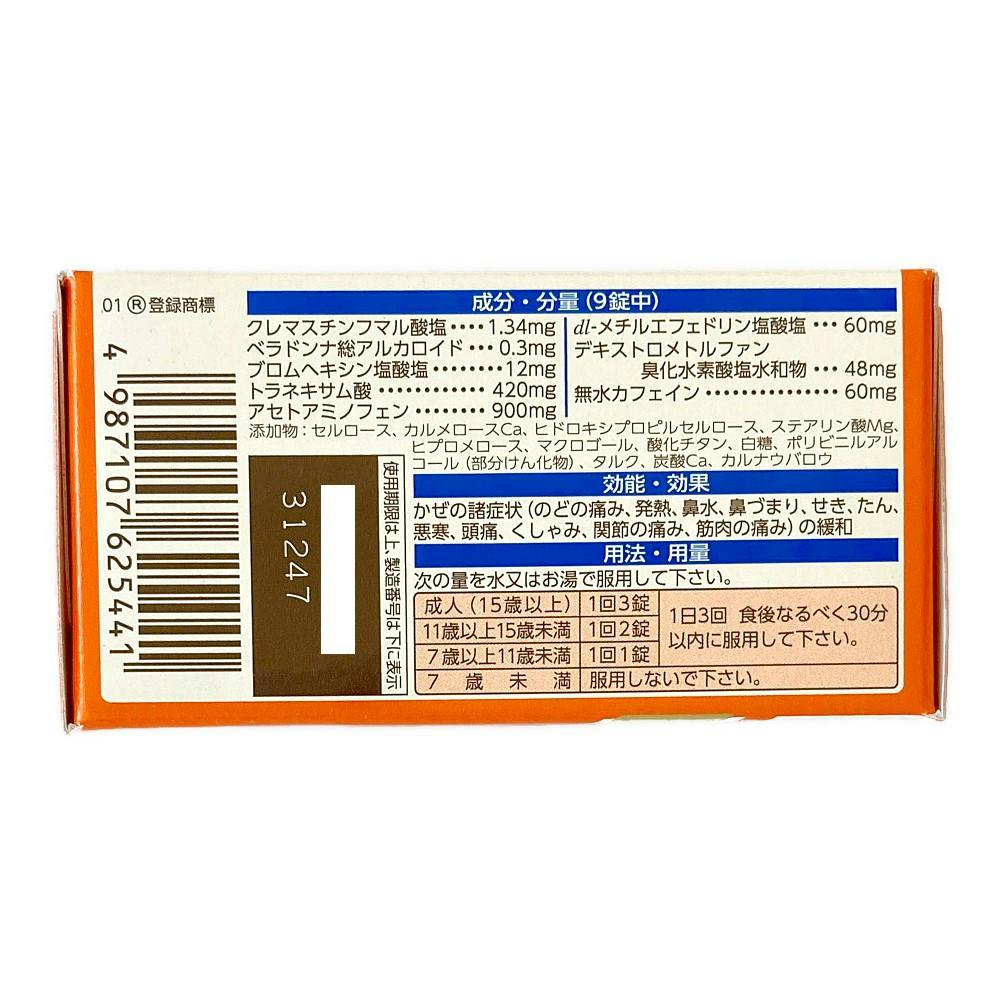 01 Ⓡ登録商標
4 987107 625441
成分・分量(9錠中)
クレマスチンフマル酸塩････1.34mg
ベラドンナ総アルカロイド･･･0.3mg
ブロムヘキシン塩酸塩･･･････12mg
トラネキサム酸････････････420mg
アセトアミノフェン････････900mg
dl-メチルエフェドリン塩酸塩･･･60mg
デキストロメトルファン
臭化水素酸塩水和物･･･48mg
無水カフェイン････････････60mg
添加物:セルロース、カルメロースCa、ヒドロキシプロピルセルロース、ステアリン酸Mg、
ヒプロメロース、マクロゴール、酸化チタン、白糖、ポリビニルアル
コール(部分けん化物)、タルク、炭酸Ca、カルナウバロウ
効能・効果
かぜの諸症状(のどの痛み、発熱、鼻水、鼻づまり、せき、たん、
悪寒、頭痛、くしゃみ、関節の痛み、筋肉の痛み)の緩和
用法・用量
次の量を水又はお湯で服用して下さい。
成人(15歳以上) 1回3錠
11歳以上15歳未満 1回2錠
7歳以上11歳未満 1回1錠
1日3回 食後なるべく30分
以内に服用して下さい。
7歳未満 服用しないで下さい。
使用期限は上、製造番号は下に表示
31247